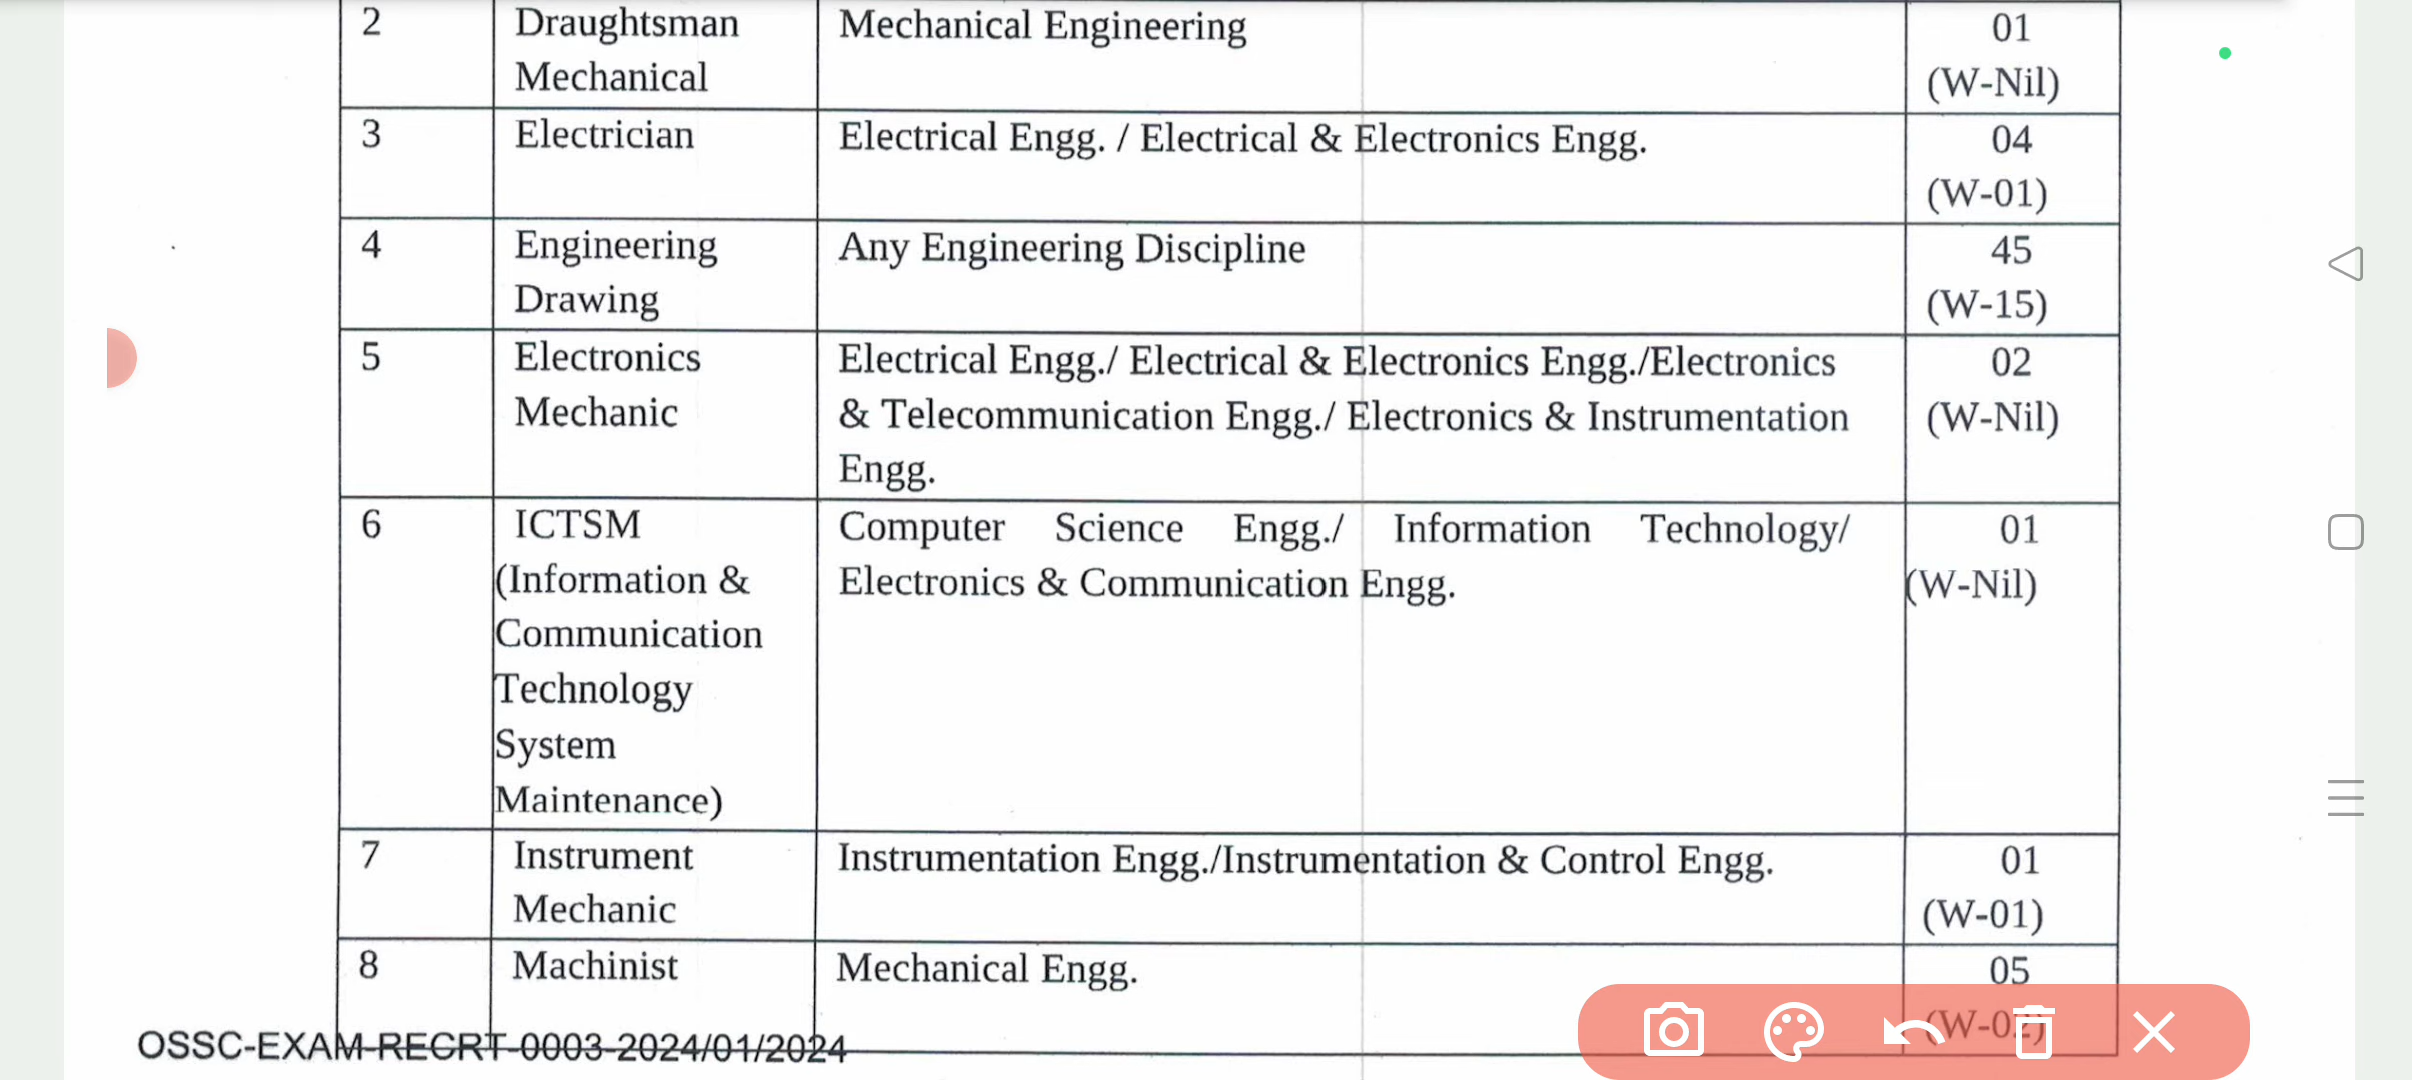 2 Draughtsman Mechanical Engineering 01
Mechanical (W-Nil)
3 Electrician Electrical Engg. / Electrical & Electronics Engg. 04
(W-01)
4 Engineering Any Engineering Discipline 45
Drawing (W-15)
5 Electronics Electrical Engg./ Electrical & Electronics Engg./Electronics 02
Mechanic & Telecommunication Engg./ Electronics & Instrumentation (W-Nil)
Engg.
6 ICTSM Computer Science Engg./ Information Technology/ 01
(Information & Electronics & Communication Engg. (W-Nil)
Communication
Technology
System
Maintenance)
7 Instrument Instrumentation Engg./Instrumentation & Control Engg. 01
Mechanic (W-01)
8 Machinist Mechanical Engg. 05
(W-02)
OSSC-EXAM-RECRT-0003-2024/01/2024